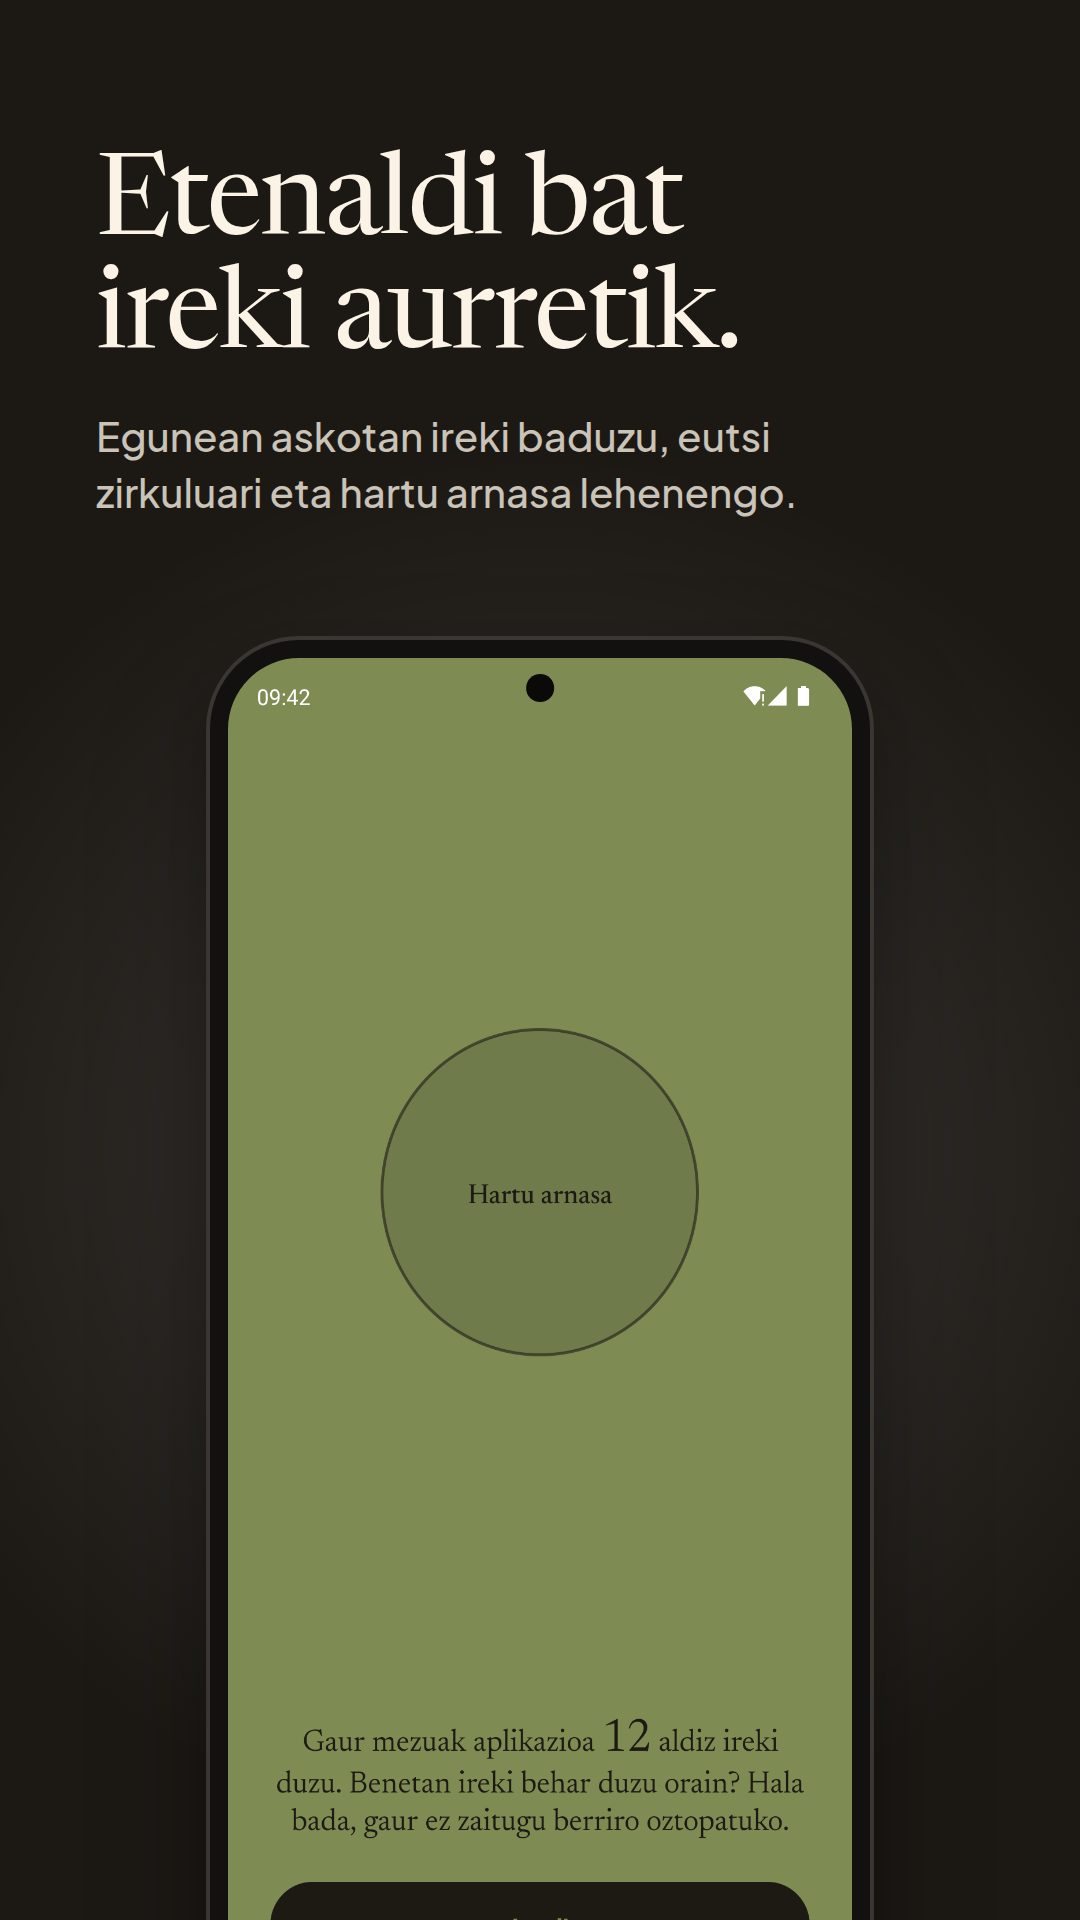 Etenaldi bat
ireki aurretik.
Egunean askotan ireki baduzu, eutsi
zirkuluari eta hartu arnasa lehenengo.
09:42
Hartu arnasa
Gaur mezuak aplikazioa 12 aldiz ireki
duzu. Benetan ireki behar duzu orain? Hala
bada, gaur ez zaitugu berriro oztopatuko.